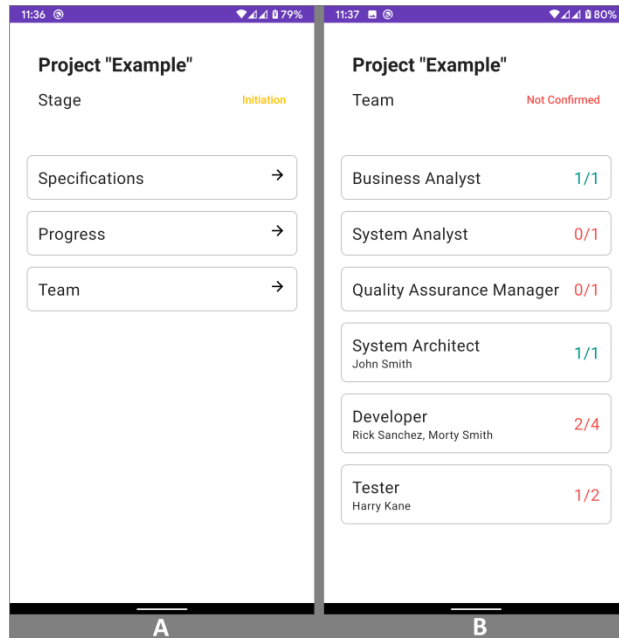 11:36 79%
Project "Example"
Stage Initiation
Specifications
Progress
Team
A
11:37 80%
Project "Example"
Team Not Confirmed
Business Analyst 1/1
System Analyst 0/1
Quality Assurance Manager 0/1
System Architect 1/1
John Smith
Developer 2/4
Rick Sanchez, Morty Smith
Tester 1/2
Harry Kane
B